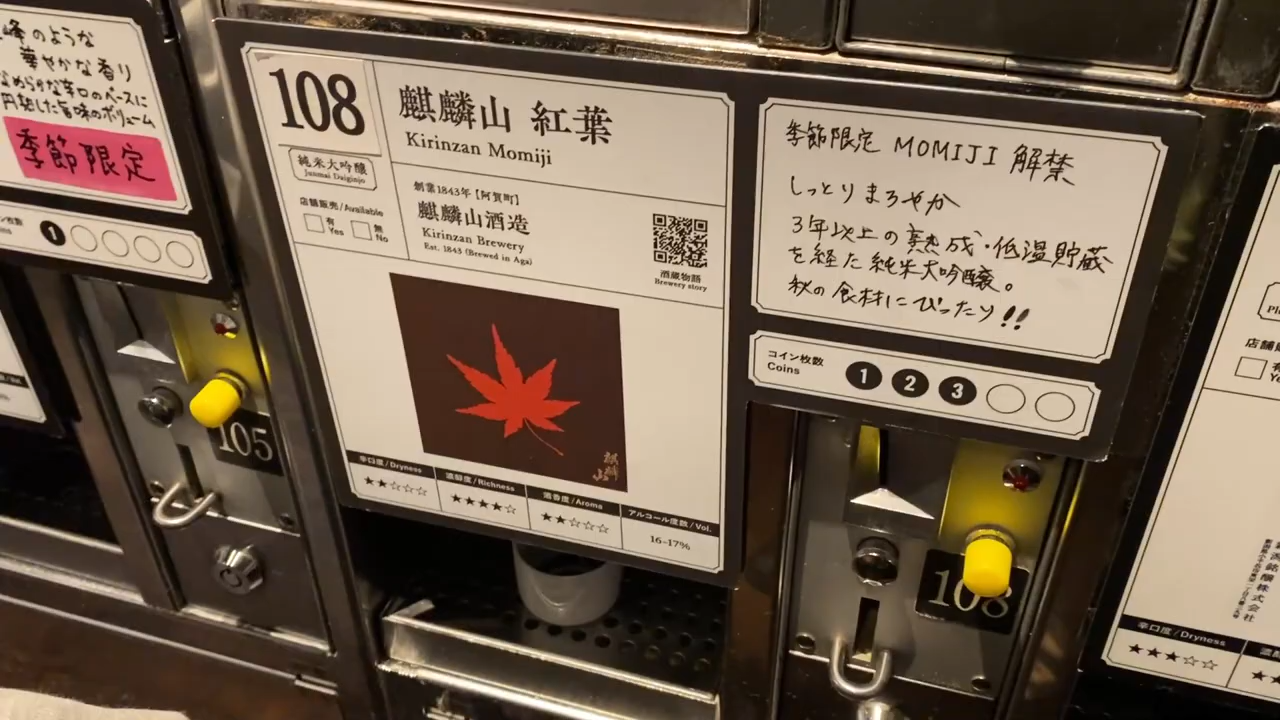 峰のような
華やかな香り
なめらかな辛口のベースに
円熟した旨味のボリューム
季節限定
1
105
108
純米大吟醸
Junmai Daiginjo
店舗販売/Available
有
Yes
無
No
麒麟山 紅葉
Kirinzan Momiji
創業1843年【阿賀町】
麒麟山酒造
Kirinzan Brewery
Est. 1843 (Brewed in Aga)
酒蔵物語
Brewery story
麒麟山
辛口度/Dryness
★★☆☆☆
濃醇度/Richness
★★★★☆
酒香度/Aroma
★★☆☆☆
アルコール度数/Vol.
16-17%
季節限定 MOMIJI 解禁
しっとりまろやか
3年以上の熟成・低温貯蔵
を経た純米大吟醸。
秋の食材にぴったり!!
コイン枚数
Coins
1 2 3
108
店舗販
辛口度/Dryness
★★★☆☆